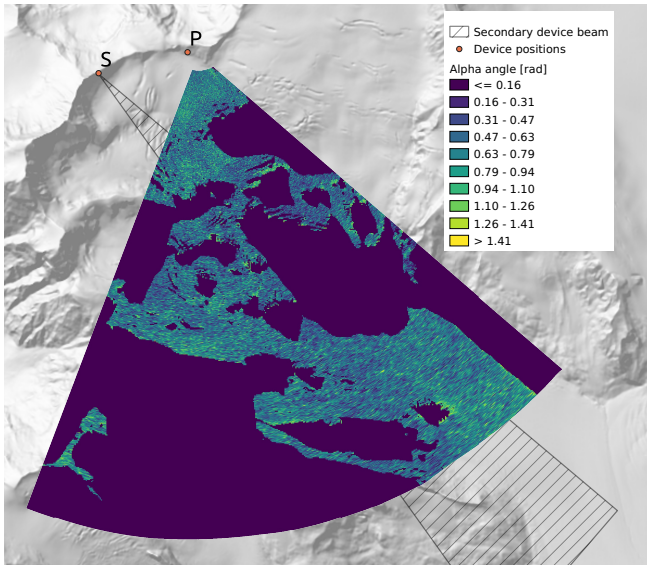 P
S
Secondary device beam
Device positions
Alpha angle [rad]
<= 0.16
0.16 - 0.31
0.31 - 0.47
0.47 - 0.63
0.63 - 0.79
0.79 - 0.94
0.94 - 1.10
1.10 - 1.26
1.26 - 1.41
> 1.41